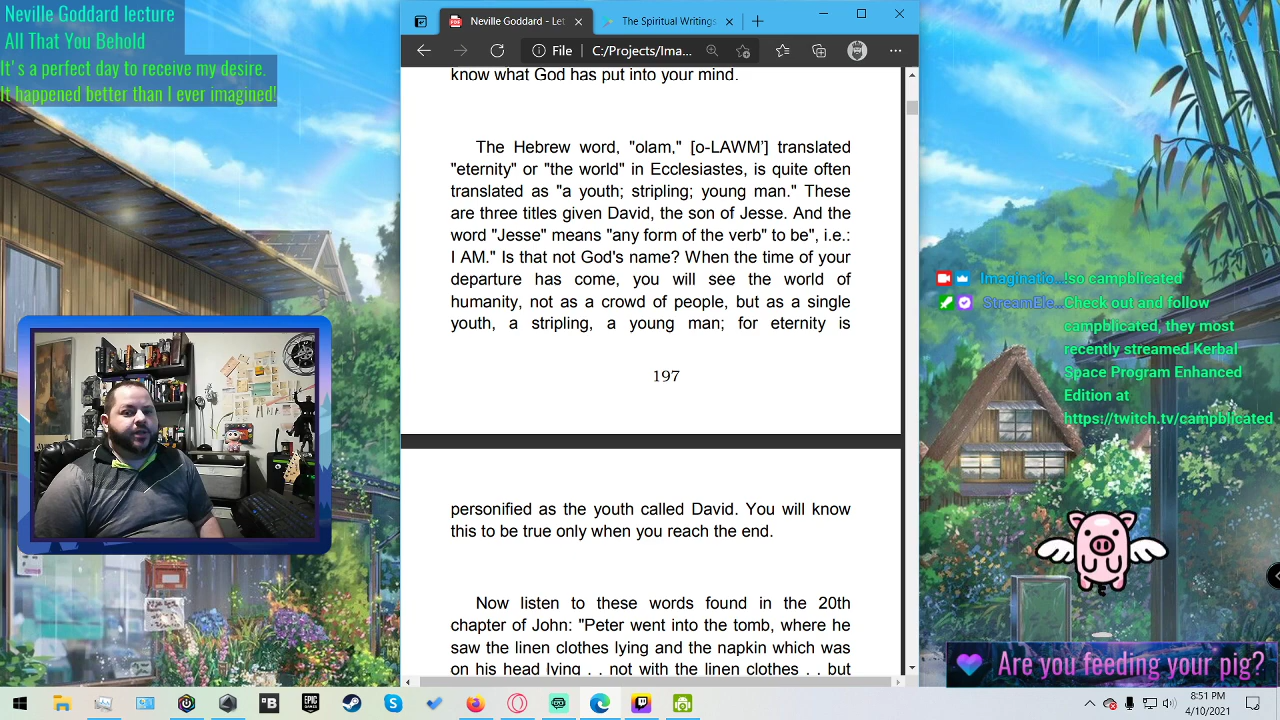 Neville Goddard lecture
All That You Behold
It's a perfect day to receive my desire.
It happened better than I ever imagined!
Neville Goddard - Let
The Spiritual Writings
File
C:/Projects/Ima...
know what God has put into your mind.
The Hebrew word, "olam," [o-LAWM'] translated
"eternity" or "the world" in Ecclesiastes, is quite often
translated as "a youth; stripling; young man." These
are three titles given David, the son of Jesse. And the
word "Jesse" means "any form of the verb" to be", i.e.:
I AM." Is that not God's name? When the time of your
departure has come, you will see the world of
humanity, not as a crowd of people, but as a single
youth, a stripling, a young man; for eternity is
197
personified as the youth called David. You will know
this to be true only when you reach the end.
Now listen to these words found in the 20th
chapter of John: "Peter went into the tomb, where he
saw the linen clothes lying and the napkin which was
on his head lying . . not with the linen clothes . . but
Imaginatio... !so campblicated
StreamEle... Check out and follow
campblicated, they most
recently streamed Kerbal
Space Program Enhanced
Edition at
https://twitch.tv/campblicated
Are you feeding your pig?
EPIC
GAMES
8:51 PM
4/10/2021